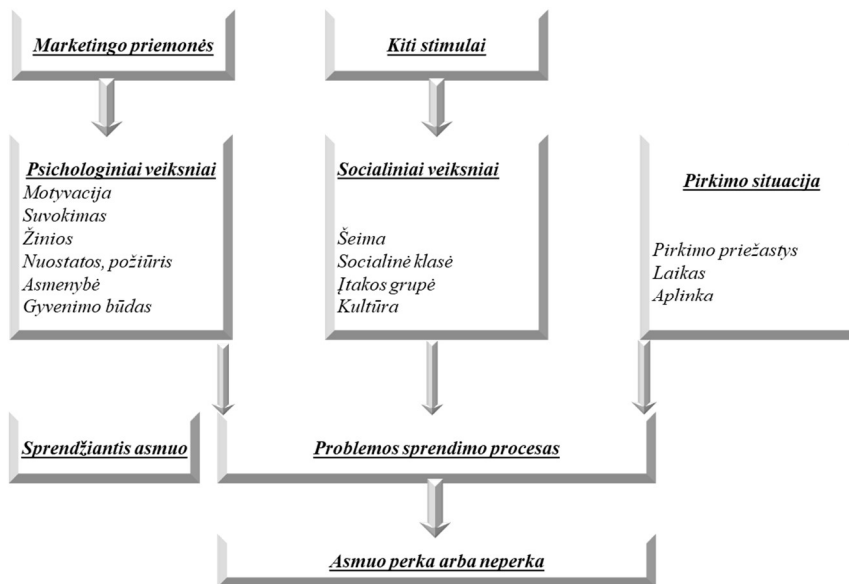 Marketingo priemonės
Kiti stimulai
Psichologiniai veiksniai
Motyvacija
Suvokimas
Žinios
Nuostatos, požiūris
Asmenybė
Gyvenimo būdas
Socialiniai veiksniai
Šeima
Socialinė klasė
Įtakos grupė
Kultūra
Pirkimo situacija
Pirkimo priežastys
Laikas
Aplinka
Sprendžiantis asmuo
Problemos sprendimo procesas
Asmuo perka arba neperka